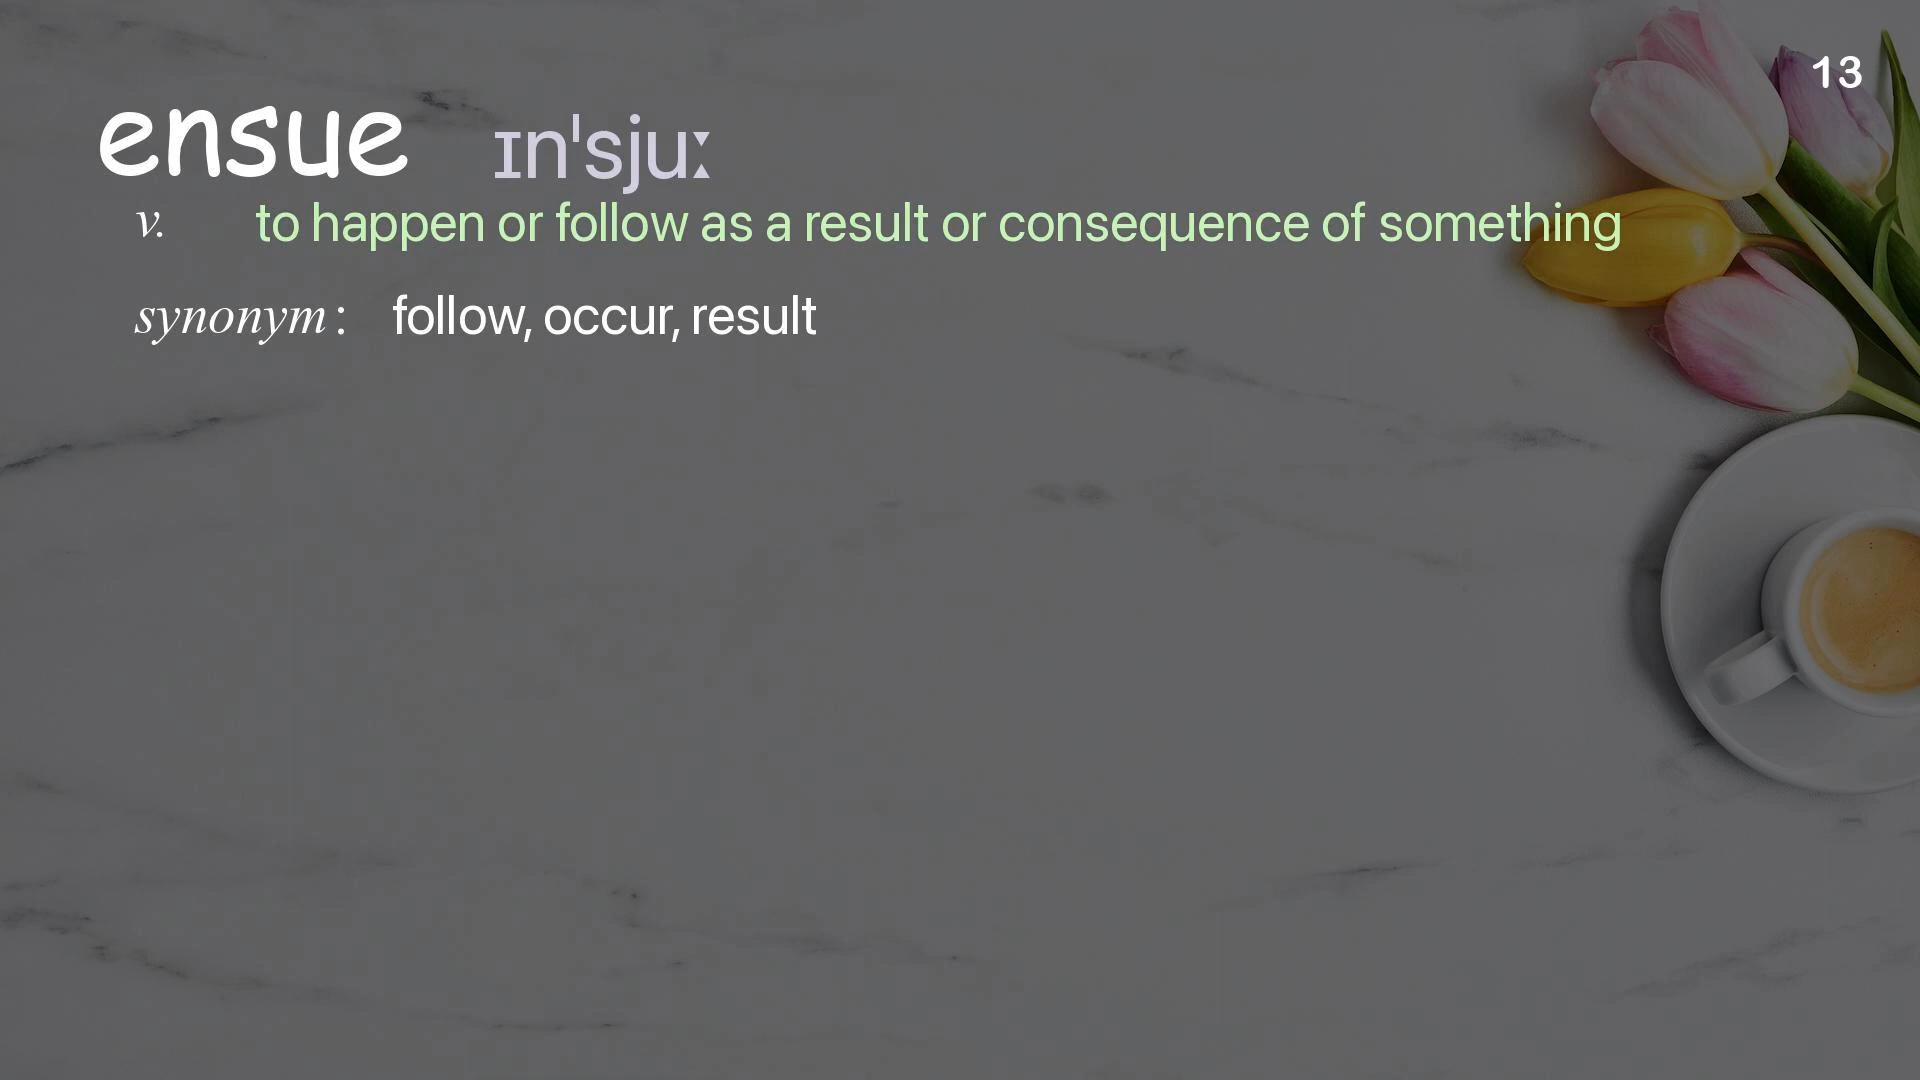 13
ensue ɪnˈsjuː
v. to happen or follow as a result or consequence of something
synonym : follow, occur, result